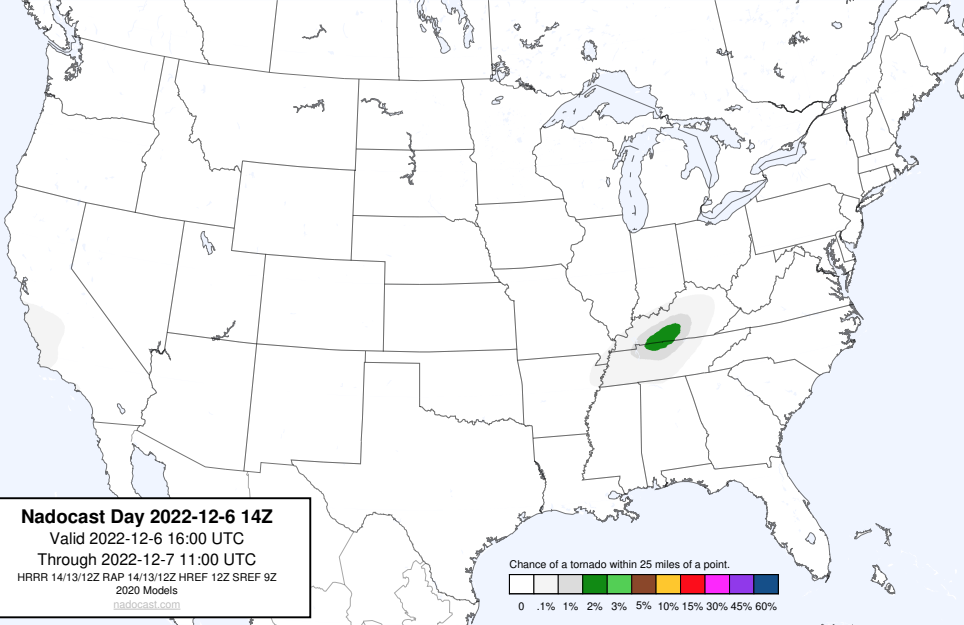 Nadocast Day 2022-12-6 14Z
Valid 2022-12-6 16:00 UTC
Through 2022-12-7 11:00 UTC
HRRR 14/13/12Z RAP 14/13/12Z HREF 12Z SREF 9Z
2020 Models
nadocast.com
Chance of a tornado within 25 miles of a point.
0 .1% 1% 2% 3% 5% 10% 15% 30% 45% 60%